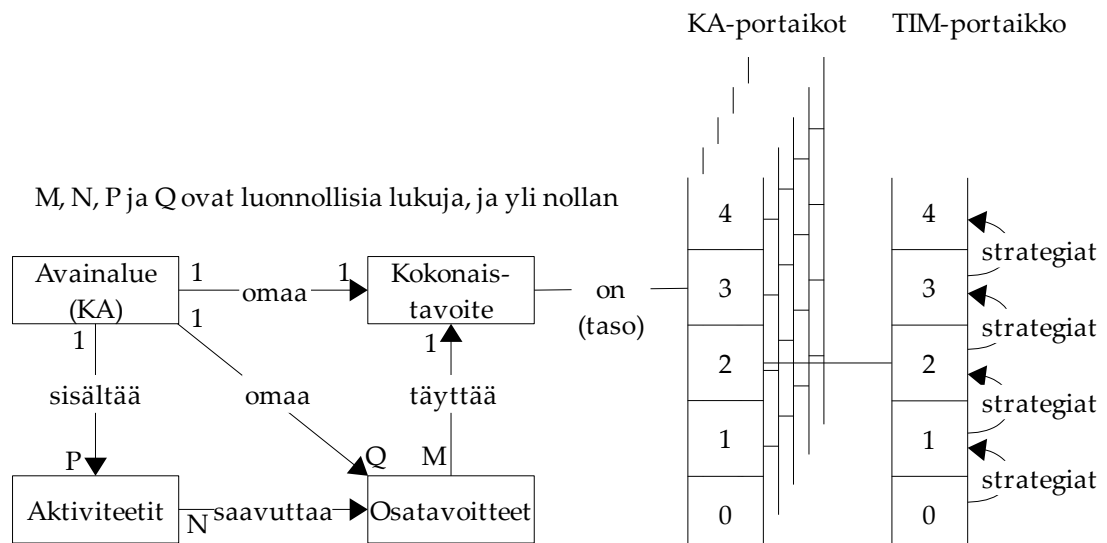 KA-portaikot
TIM-portaikko
M, N, P ja Q ovat luonnollisia lukuja, ja yli nollan
Avainalue
(KA)
1
omaa
1
Kokonais-
tavoite
on
(taso)
1
1
1
sisältää
omaa
täyttää
P
Q
M
Aktiviteetit
N
saavuttaa
Osatavoitteet
4
3
2
1
0
4
3
2
1
0
strategiat
strategiat
strategiat
strategiat